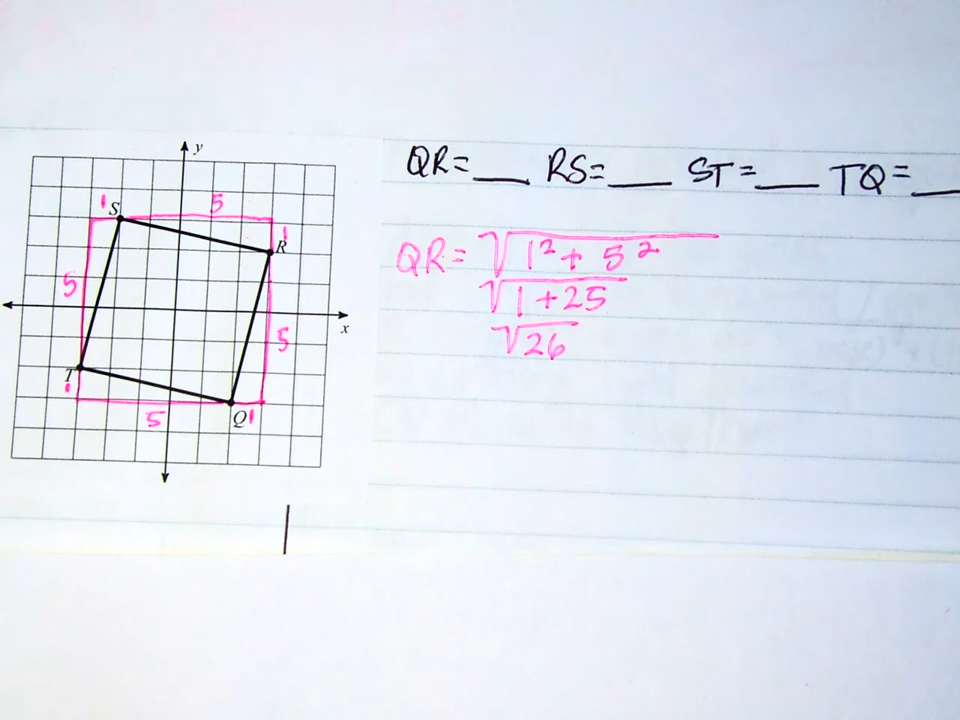 y
QR=___ RS=___ ST=___ TQ=___
1 S 5 1 R
QR = √1² + 5²
5
√1 + 25
x
5
√26
T
1
5 Q 1